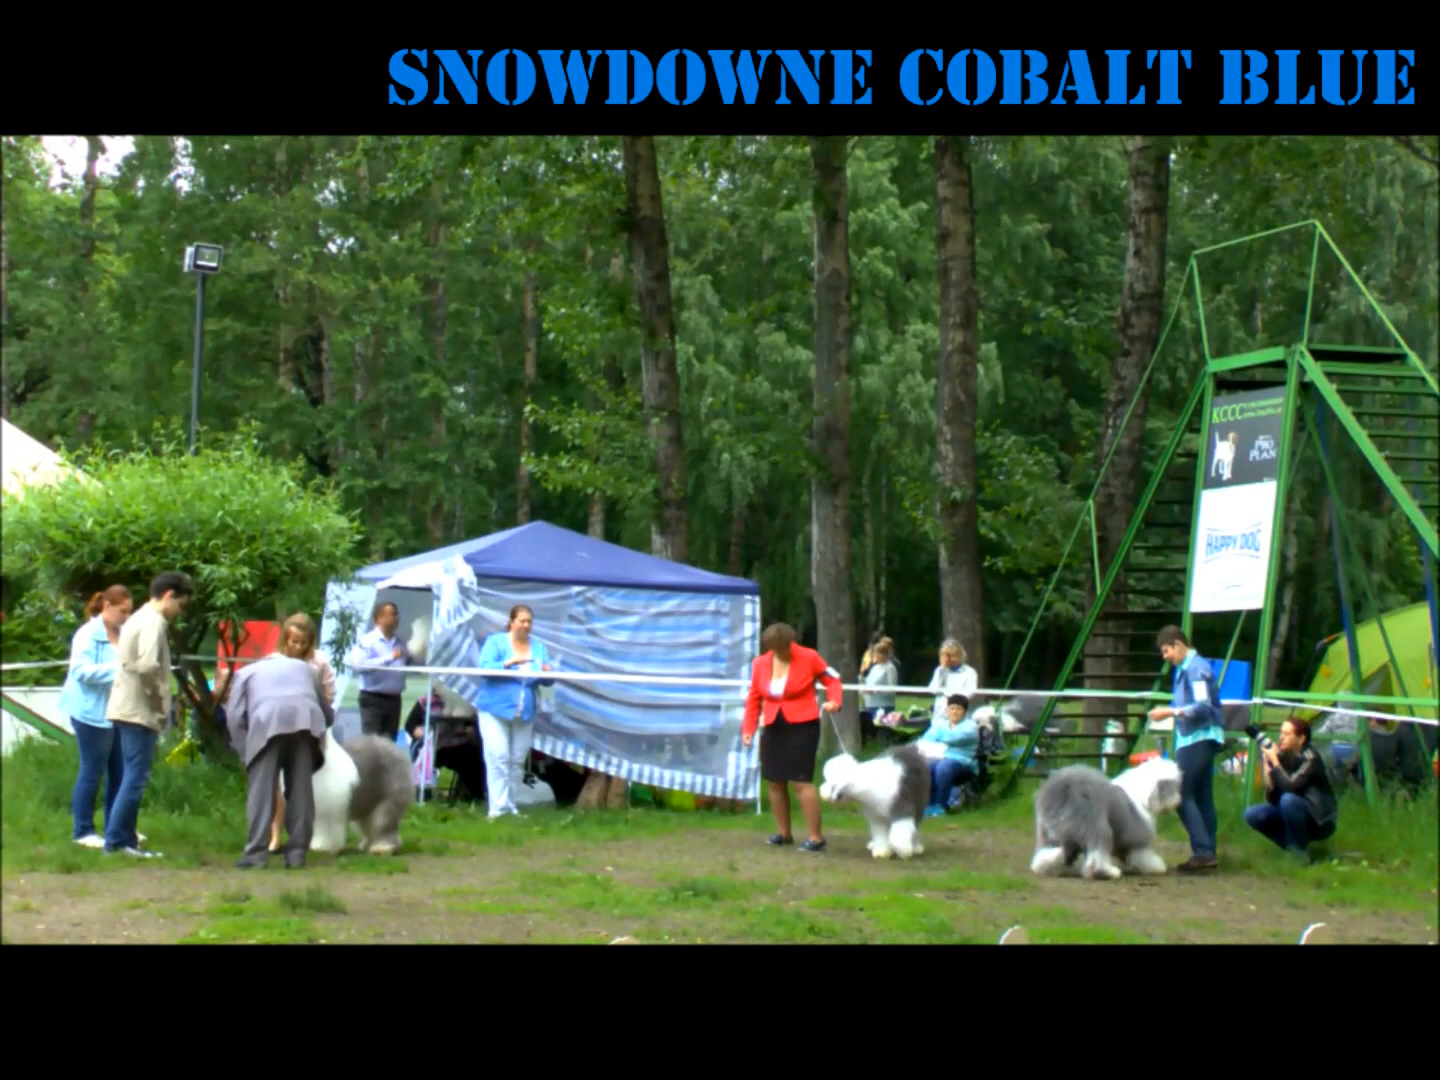 SNOWDOWNE COBALT BLUE
KCCC
PRO
PLAN
HAPPY DOG